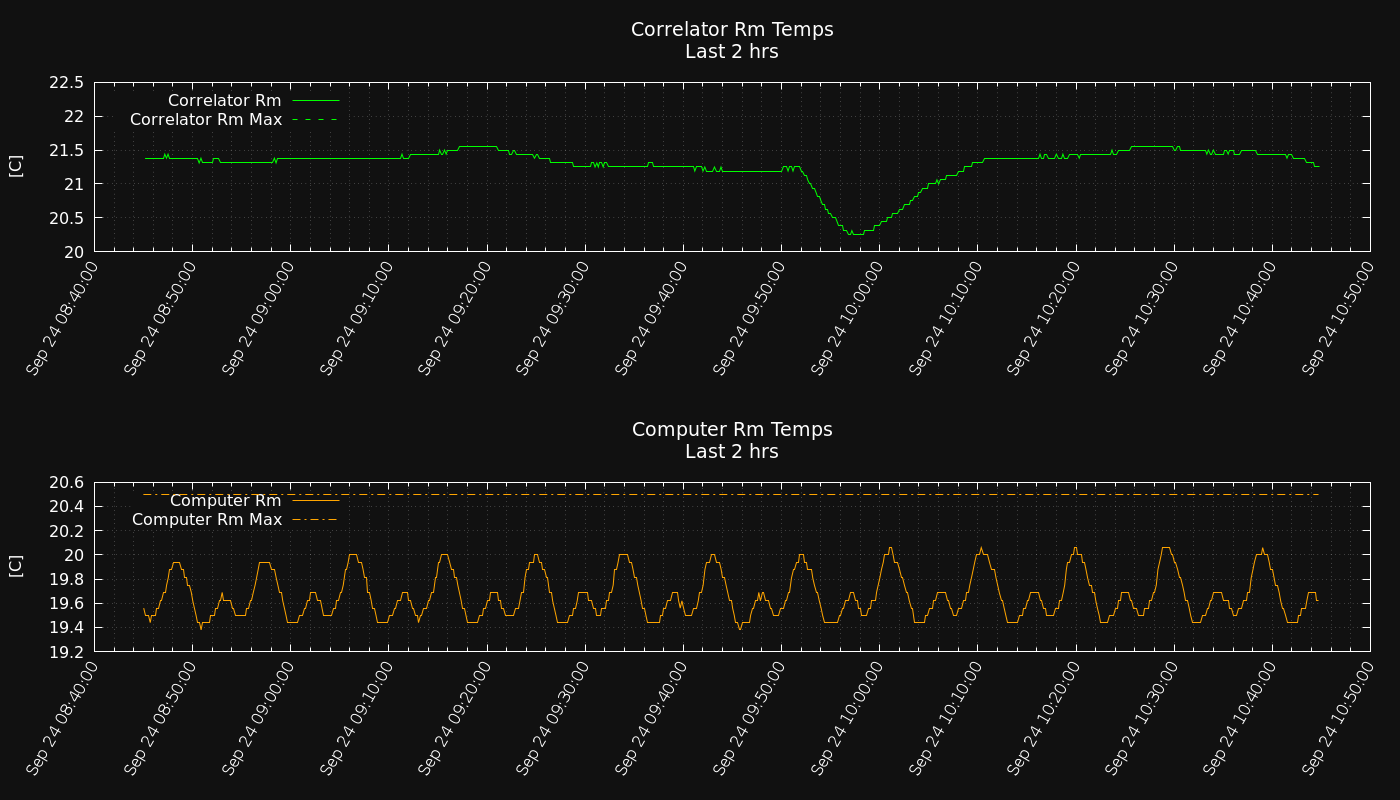 Correlator Rm Temps
Last 2 hrs
[C]
22.5
22
21.5
21
20.5
20
Correlator Rm
Correlator Rm Max
Sep 24 08:40:00
Sep 24 08:50:00
Sep 24 09:00:00
Sep 24 09:10:00
Sep 24 09:20:00
Sep 24 09:30:00
Sep 24 09:40:00
Sep 24 09:50:00
Sep 24 10:00:00
Sep 24 10:10:00
Sep 24 10:20:00
Sep 24 10:30:00
Sep 24 10:40:00
Sep 24 10:50:00
Computer Rm Temps
Last 2 hrs
[C]
20.6
20.4
20.2
20
19.8
19.6
19.4
19.2
Computer Rm
Computer Rm Max
Sep 24 08:40:00
Sep 24 08:50:00
Sep 24 09:00:00
Sep 24 09:10:00
Sep 24 09:20:00
Sep 24 09:30:00
Sep 24 09:40:00
Sep 24 09:50:00
Sep 24 10:00:00
Sep 24 10:10:00
Sep 24 10:20:00
Sep 24 10:30:00
Sep 24 10:40:00
Sep 24 10:50:00